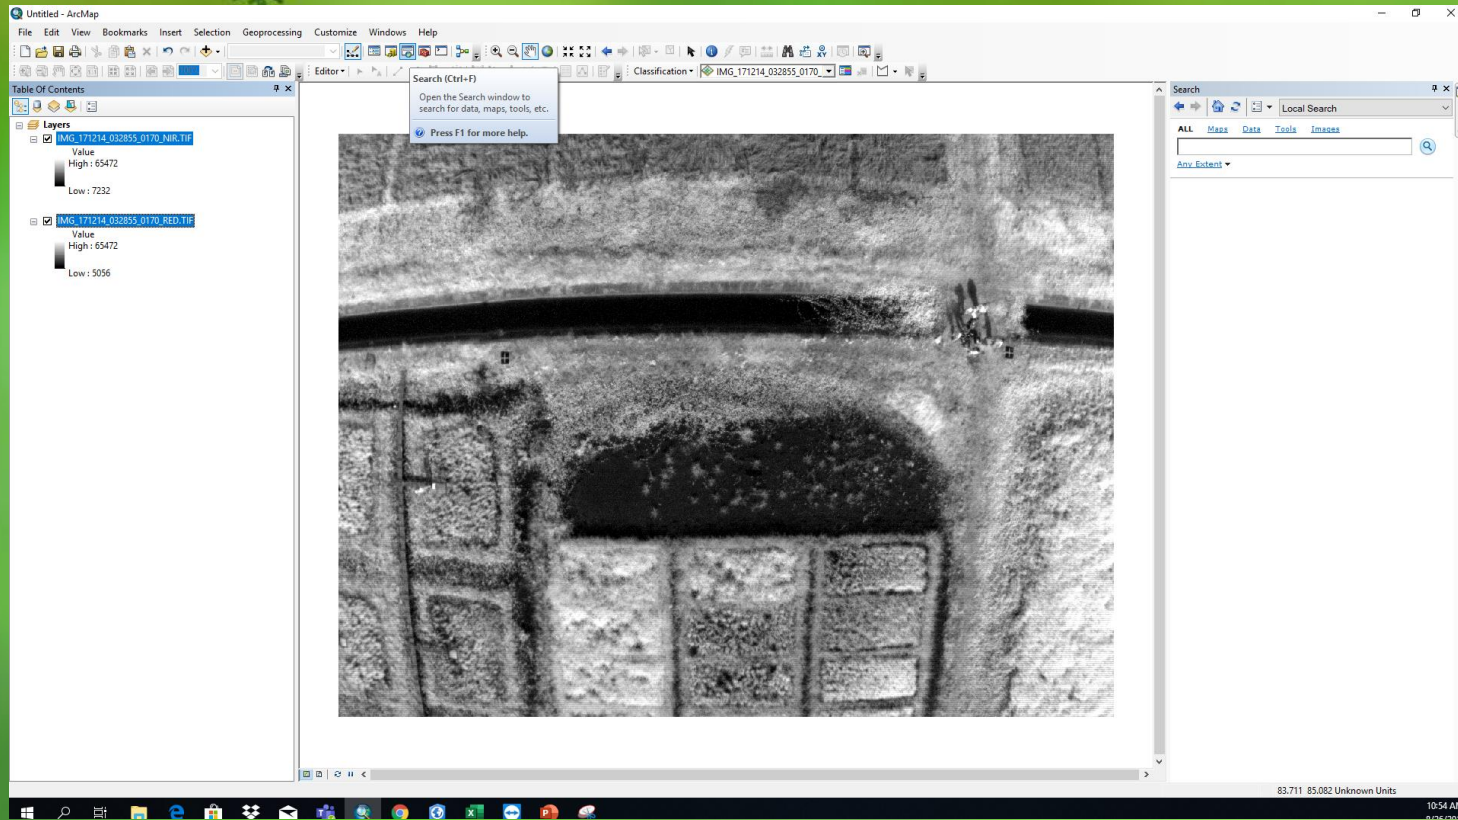 Untitled - ArcMap
File Edit View Bookmarks Insert Selection Geoprocessing Customize Windows Help
Editor
Classification
IMG_171214_032855_0170_
Search (Ctrl+F)
Open the Search window to
search for data, maps, tools, etc.
Press F1 for more help.
Table Of Contents
Layers
IMG_171214_032855_0170_NIR.TIF
Value
High : 65472
Low : 7232
IMG_171214_032855_0170_RED.TIF
Value
High : 65472
Low : 5056
Search
Local Search
ALL Maps Data Tools Images
Any Extent
83.711 85.082 Unknown Units
10:54 AM